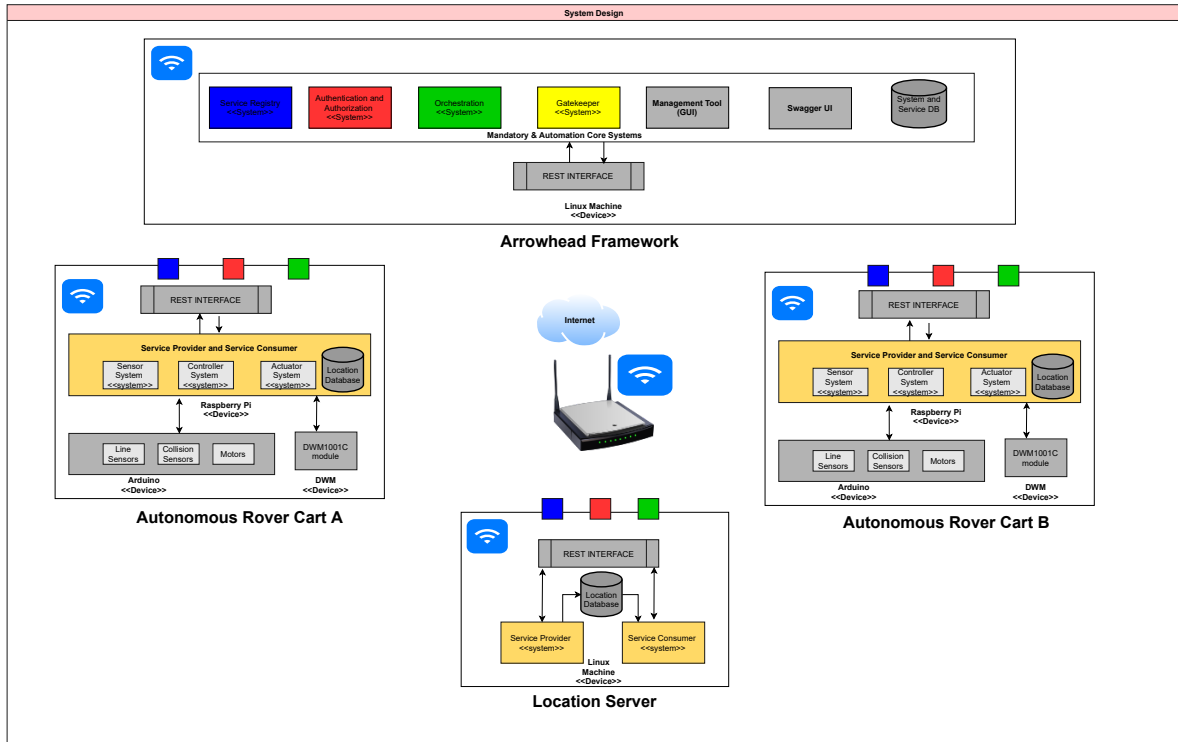 System Design
Service Registry
<<System>>
Authentication and
Authorization
<<System>>
Orchestration
<<System>>
Gatekeeper
<<System>>
Management Tool
(GUI)
Swagger UI
System and
Service DB
Mandatory & Automation Core Systems
REST INTERFACE
Linux Machine
<<Device>>
Arrowhead Framework
REST INTERFACE
Service Provider and Service Consumer
Sensor
System
<<system>>
Controller
System
<<system>>
Actuator
System
<<system>>
Location
Database
Raspberry Pi
<<Device>>
Line
Sensors
Collision
Sensors
Motors
DWM1001C
module
Arduino
<<Device>>
DWM
<<Device>>
Autonomous Rover Cart A
Internet
REST INTERFACE
Service Provider and Service Consumer
Sensor
System
<<system>>
Controller
System
<<system>>
Actuator
System
<<system>>
Location
Database
Raspberry Pi
<<Device>>
Line
Sensors
Collision
Sensors
Motors
DWM1001C
module
Arduino
<<Device>>
DWM
<<Device>>
Autonomous Rover Cart B
REST INTERFACE
Location
Database
Service Provider
<<system>>
Service Consumer
<<system>>
Linux
Machine
<<Device>>
Location Server